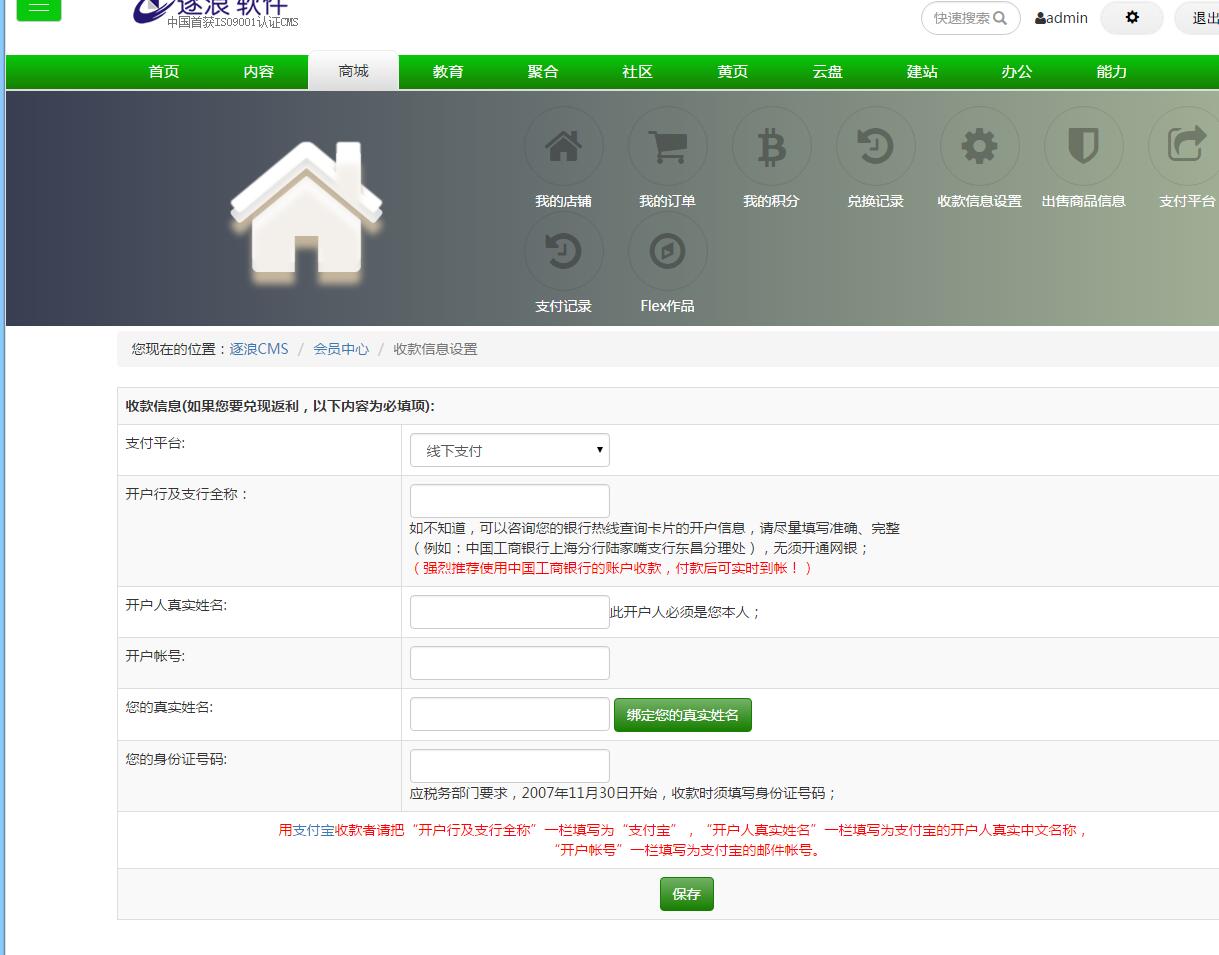 逐浪软件
中国首获ISO9001认证CMS
快速搜索
admin
退出
首页 内容 商城 教育 聚合 社区 黄页 云盘 建站 办公 能力
我的店铺 我的订单 我的积分 兑换记录 收款信息设置 出售商品信息 支付平台
支付记录 Flex作品
您现在的位置：逐浪CMS / 会员中心 / 收款信息设置
收款信息(如果您要兑现返利，以下内容为必填项):
支付平台:
线下支付
开户行及支行全称：
如不知道，可以咨询您的银行热线查询卡片的开户信息，请尽量填写准确、完整
（例如：中国工商银行上海分行陆家嘴支行东昌分理处），无须开通网银；
（强烈推荐使用中国工商银行的账户收款，付款后可实时到帐！）
开户人真实姓名:
此开户人必须是您本人；
开户帐号:
您的真实姓名:
绑定您的真实姓名
您的身份证号码:
应税务部门要求，2007年11月30日开始，收款时须填写身份证号码；
用支付宝收款者请把“开户行及支行全称”一栏填写为“支付宝”，“开户人真实姓名”一栏填写为支付宝的开户人真实中文名称，
“开户帐号”一栏填写为支付宝的邮件帐号。
保存